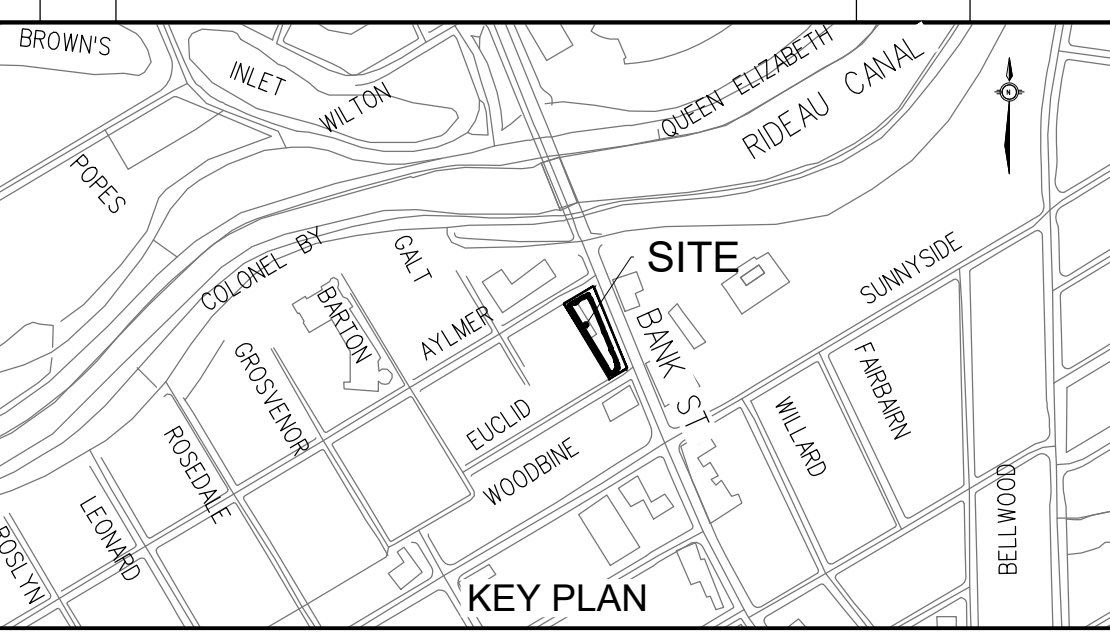 BROWN'S
INLET
WILTON
QUEEN ELIZABETH
RIDEAU CANAL
N
POPES
COLONEL BY
GALT
SITE
SUNNYSIDE
BARTON
AYLMER
BANK ST
GROSVENOR
FAIRBAIRN
EUCLID
WILLARD
WOODBINE
ROSEDALE
LEONARD
BELLWOOD
ROSLYN
KEY PLAN